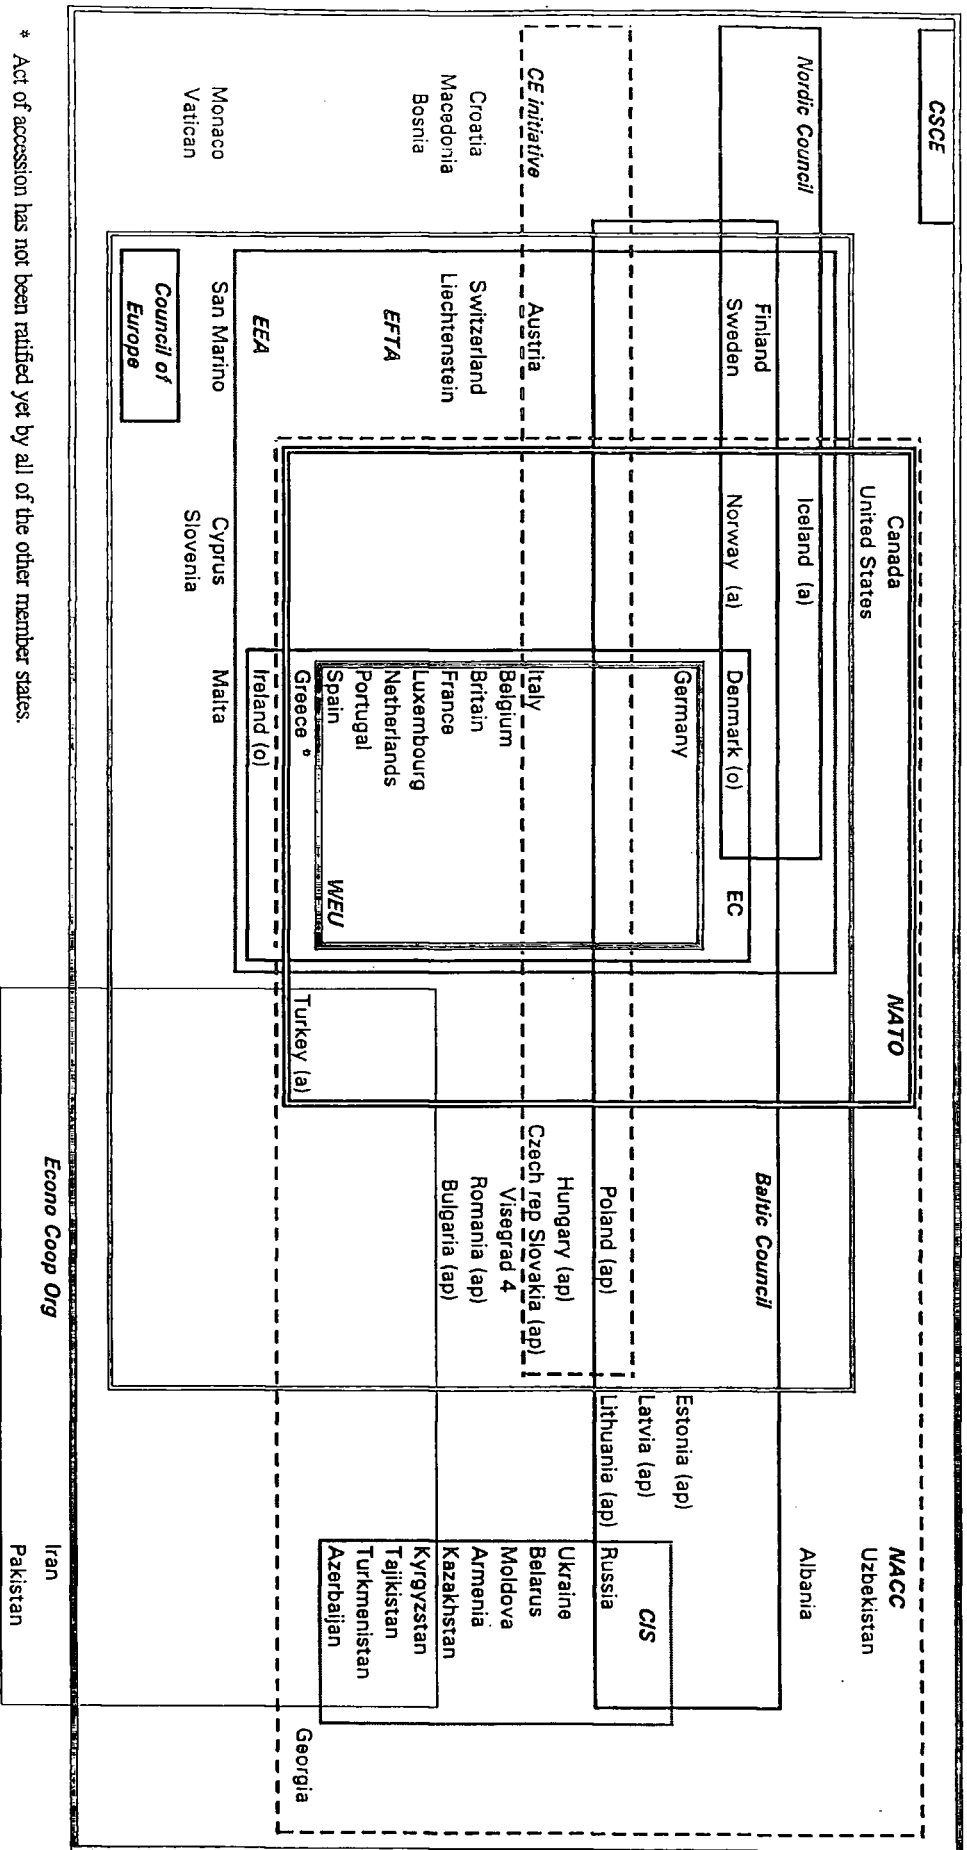 CSCE
Nordic Council
CE initiative
Croatia
Macedonia
Bosnia
Monaco
Vatican
Finland
Sweden
Austria
Switzerland
Liechtenstein
EFTA
EEA
San Marino
Council of
Europe
Canada
United States
Iceland (a)
Norway (a)
Cyprus
Slovenia
Malta
Germany
Denmark (o)
EC
Italy
Belgium
Britain
France
Luxembourg
Netherlands
Portugal
Spain
WEU
Greece *
Ireland (o)
NATO
Turkey (a)
Baltic Council
Poland (ap)
Hungary (ap)
Czech rep Slovakia (ap)
Visegrad 4
Romania (ap)
Bulgaria (ap)
Econo Coop Org
Estonia (ap)
Latvia (ap)
Lithuania (ap)
NACC
Uzbekistan
Albania
CIS
Russia
Ukraine
Belarus
Moldova
Armenia
Kazakhstan
Kyrgyzstan
Tajikistan
Turkmenistan
Azerbaijan
Georgia
Iran
Pakistan
* Act of accession has not been ratified yet by all of the other member states.